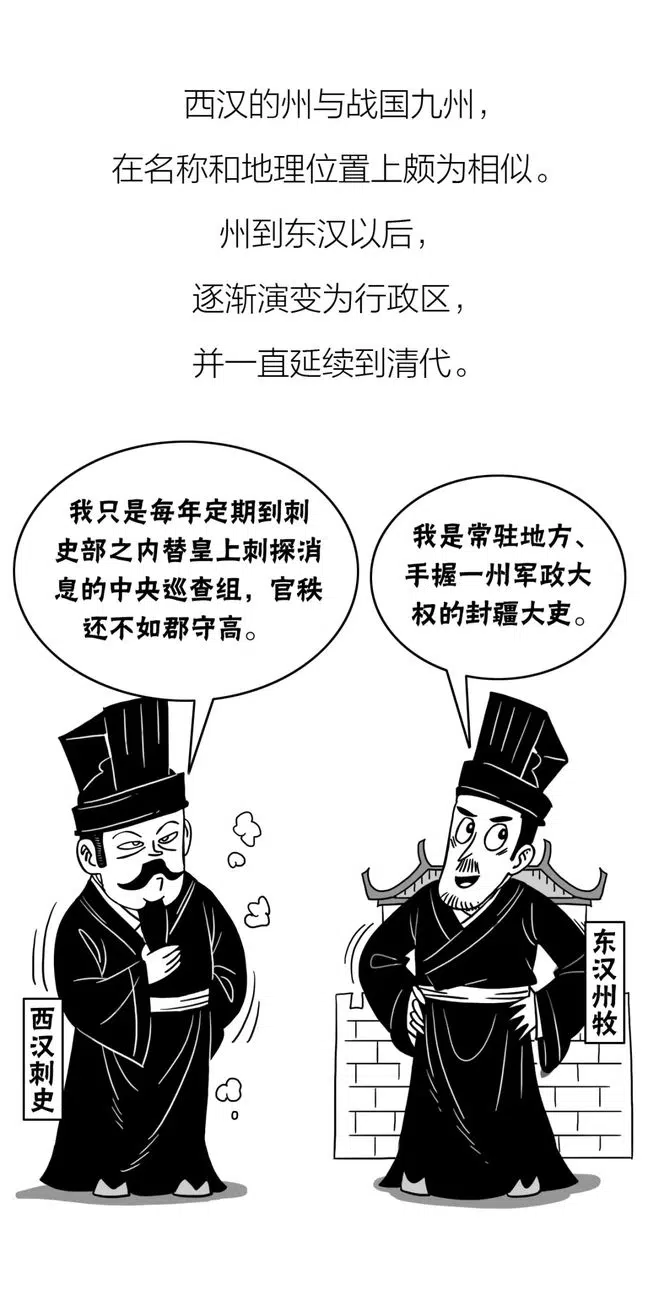 西汉的州与战国九州，
在名称和地理位置上颇为相似。
州到东汉以后，
逐渐演变为行政区，
并一直延续到清代。
我只是每年定期到刺
史部之内替皇上刺探消
息的中央巡查组，官秩
还不如郡守高。
我是常驻地方、
手握一州军政大
权的封疆大吏。
西汉刺史
东汉州牧